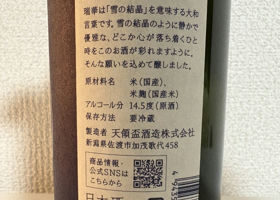 瑞華は「雪の結晶」を意味する大和
言葉です。雪の結晶のように静かで
優雅な、どこか心が落ち着くひと
時をこのお酒が彩れますように。
そんな願いを込めて醸しました。
原材料名 米(国産)、
米麹(国産米)
アルコール分 14.5度(原酒)
保存方法 要冷蔵
製造者 天領盃酒造株式会社
新潟県佐渡市加茂歌代458
商品情報・
公式SNSは
こちらから
日本酒